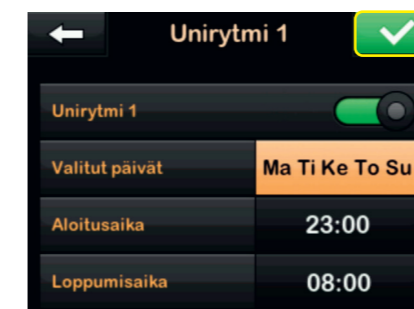 Unirytmi 1
Unirytmi 1
Valitut päivät Ma Ti Ke To Su
Aloitusaika 23:00
Loppumisaika 08:00